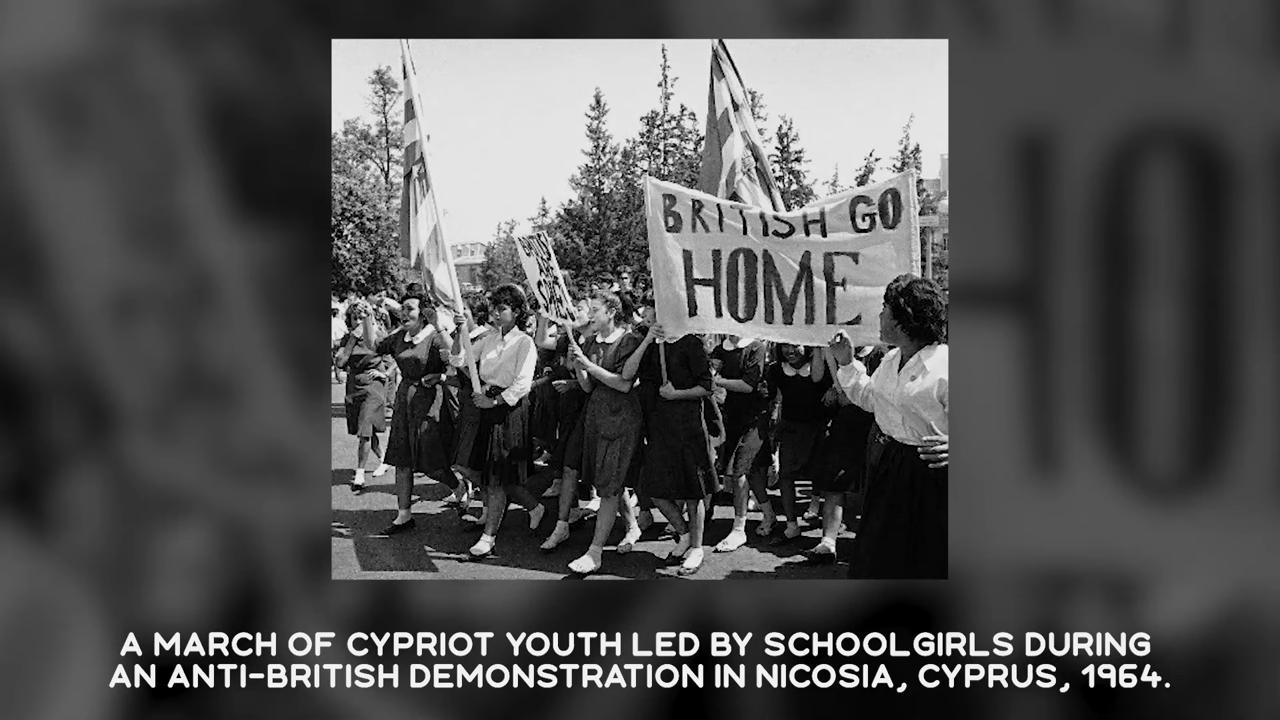 BRITISH GO
HOME
A MARCH OF CYPRIOT YOUTH LED BY SCHOOLGIRLS DURING
AN ANTI-BRITISH DEMONSTRATION IN NICOSIA, CYPRUS, 1964.